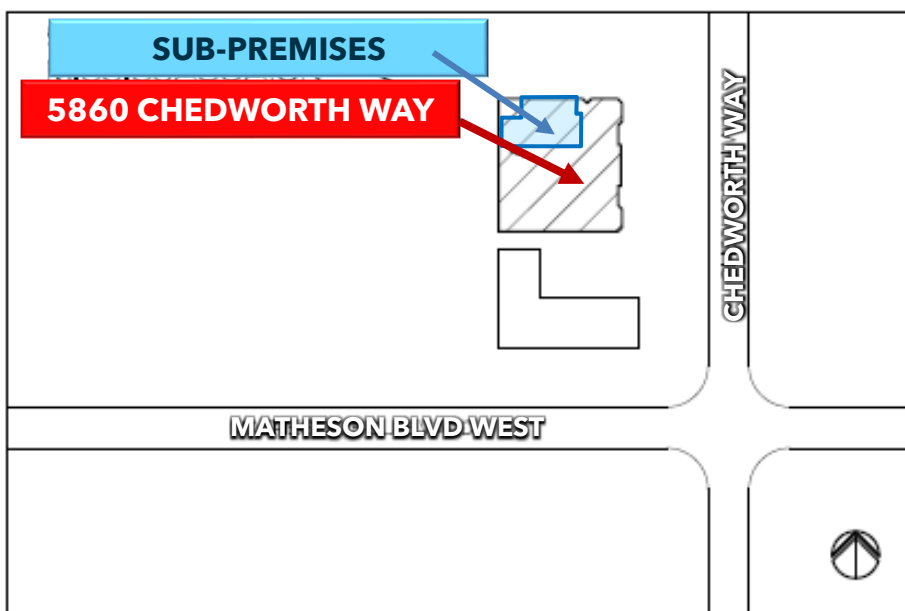 SUB-PREMISES
5860 CHEDWORTH WAY
CHEDWORTH WAY
MATHESON BLVD WEST